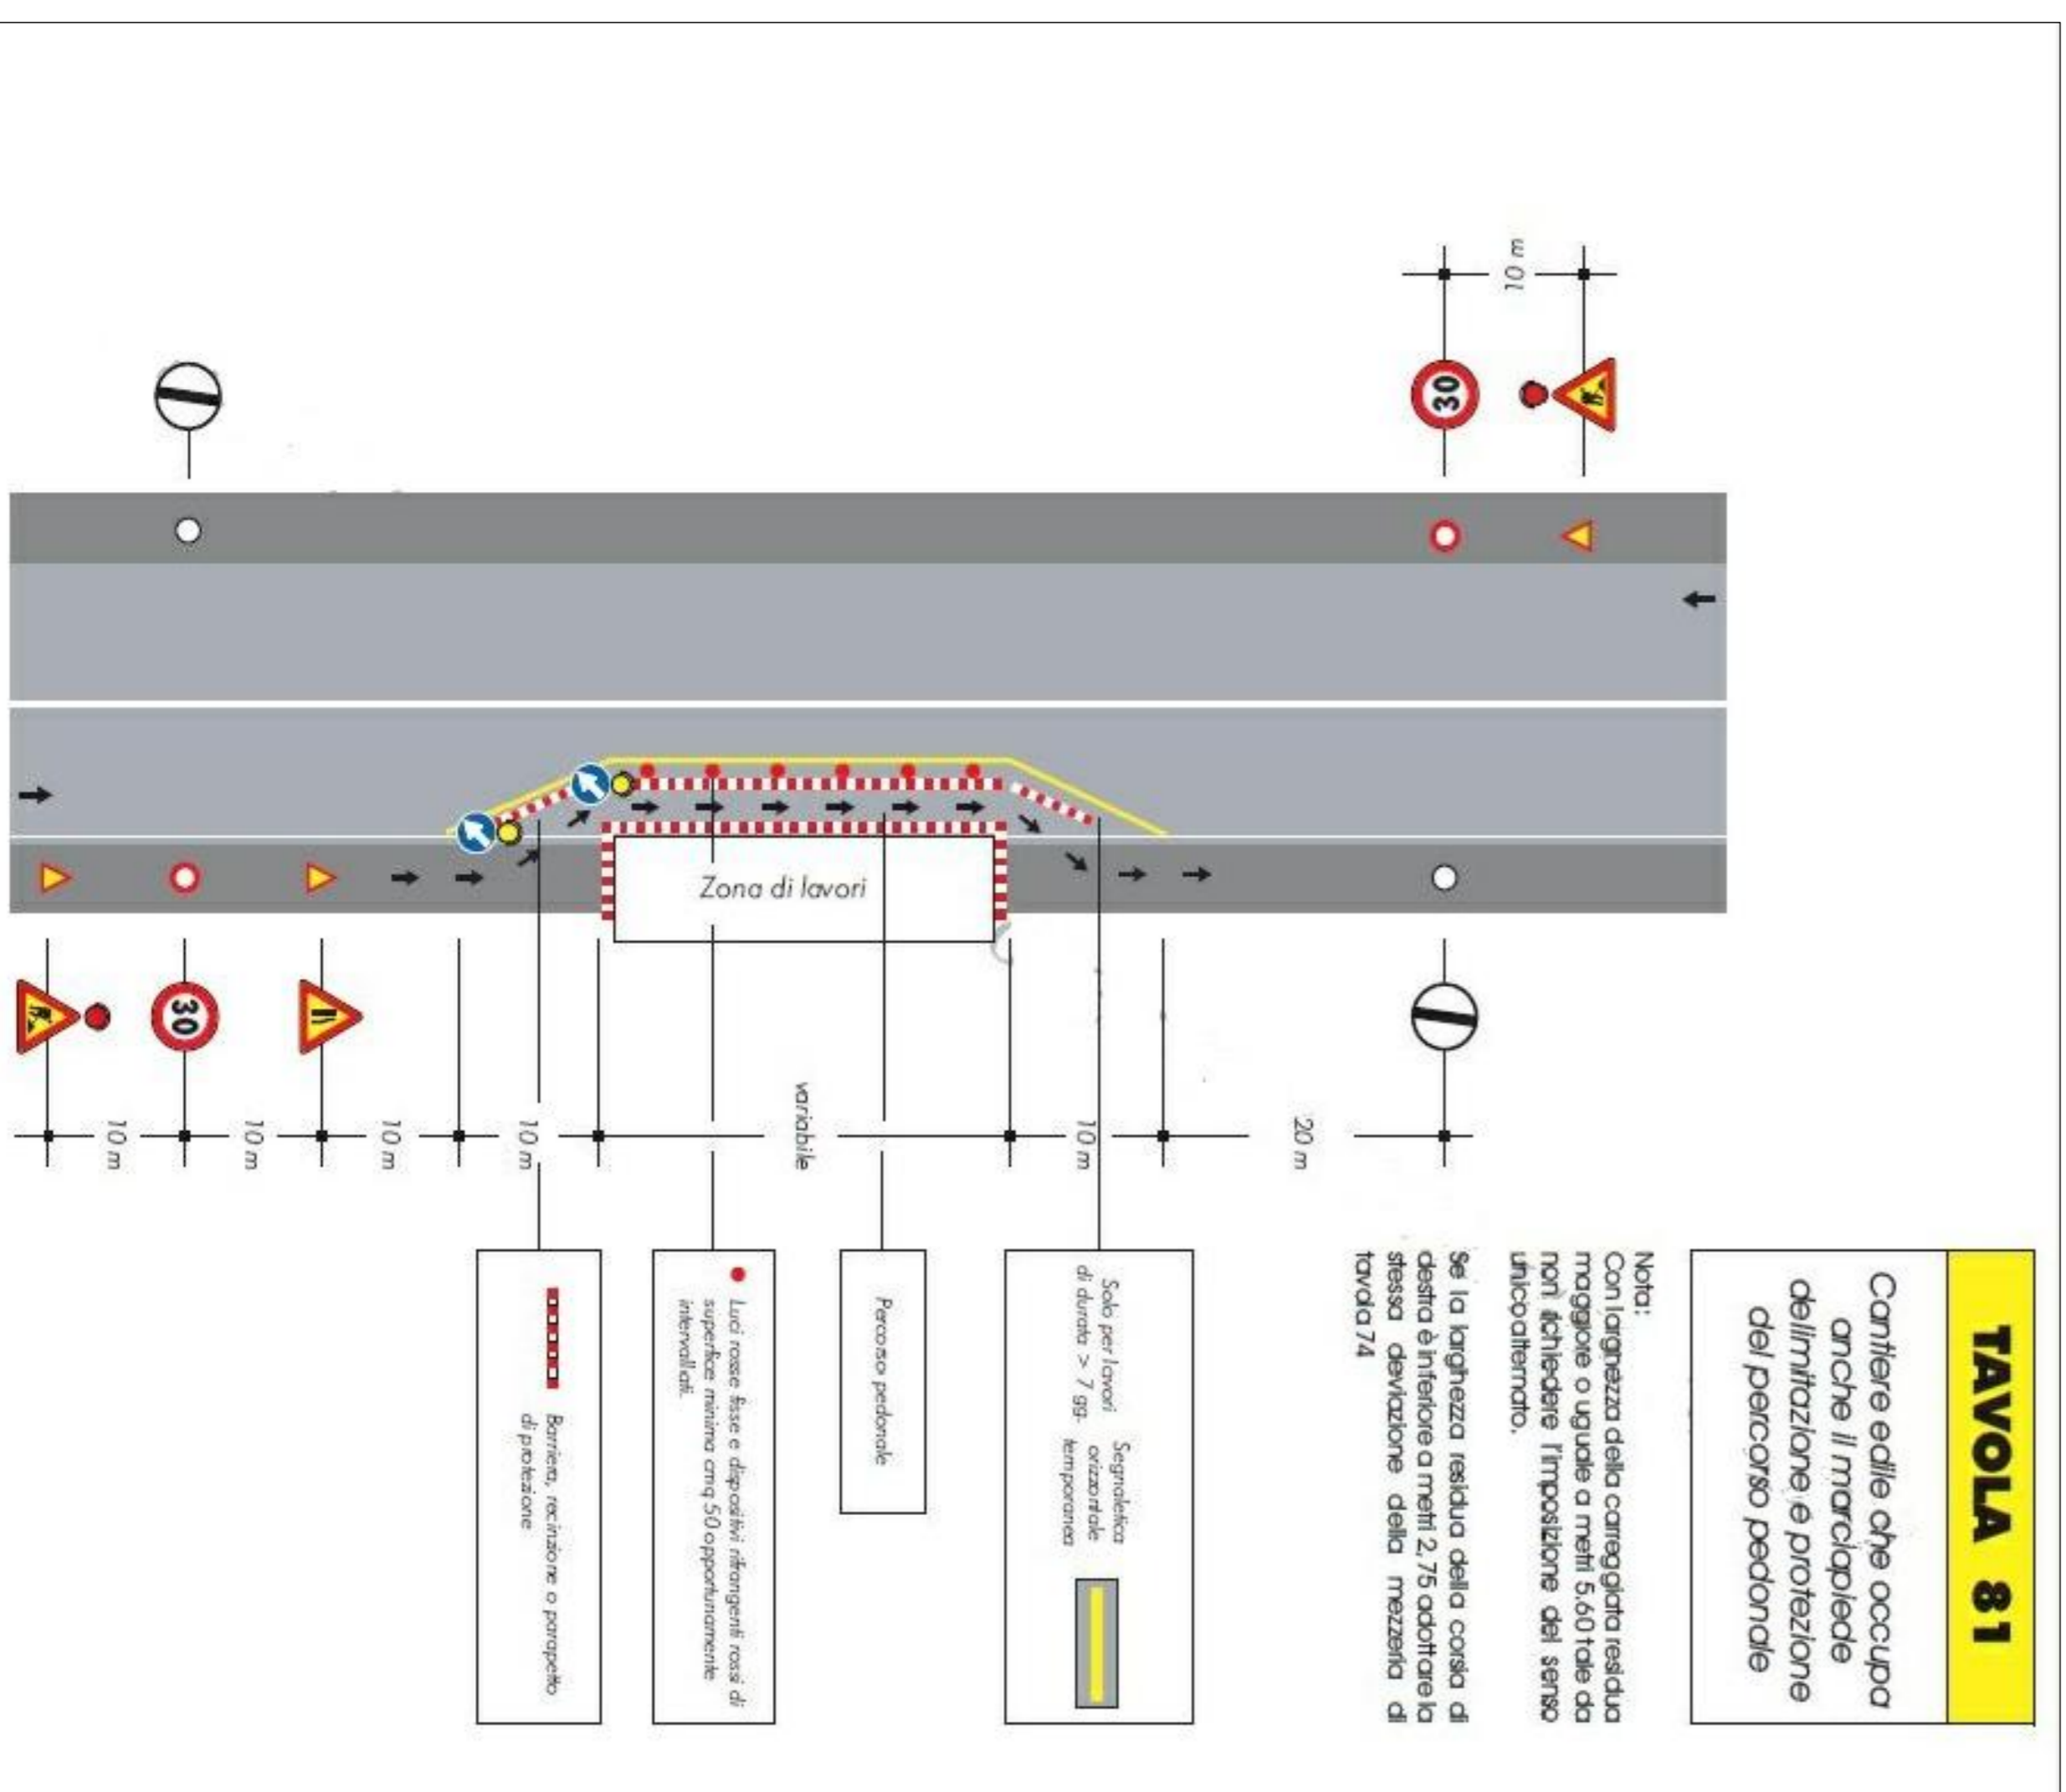 TAVOLA 81
Cantiere edile che occupa
anche il marciapiede
delimitazione e protezione
del percorso pedonale
Nota:
Con largnezza della carreggiata residua
maggiore o uguale a metri 5.60 tale da
non richiedere l'imposizione del senso
unico alternato.
Se la larghezza residua della corsia di
destra è inferiore a metri 2,75 adottare la
stessa deviazione della mezzeria di
tavola 74
Solo per lavori
di durata > 7 gg.
Segnaletica
orizzontale
temporanea
Percorso pedonale
Luci rosse fisse e dispositivi rifrangenti rossi di
superfice minima cmq 50 opportunamente
intervallati.
Barriera, recinzione o parapetto
di protezione
10 m
30
Zona di lavori
30
20 m
10 m
variabile
10 m
10 m
10 m
10 m